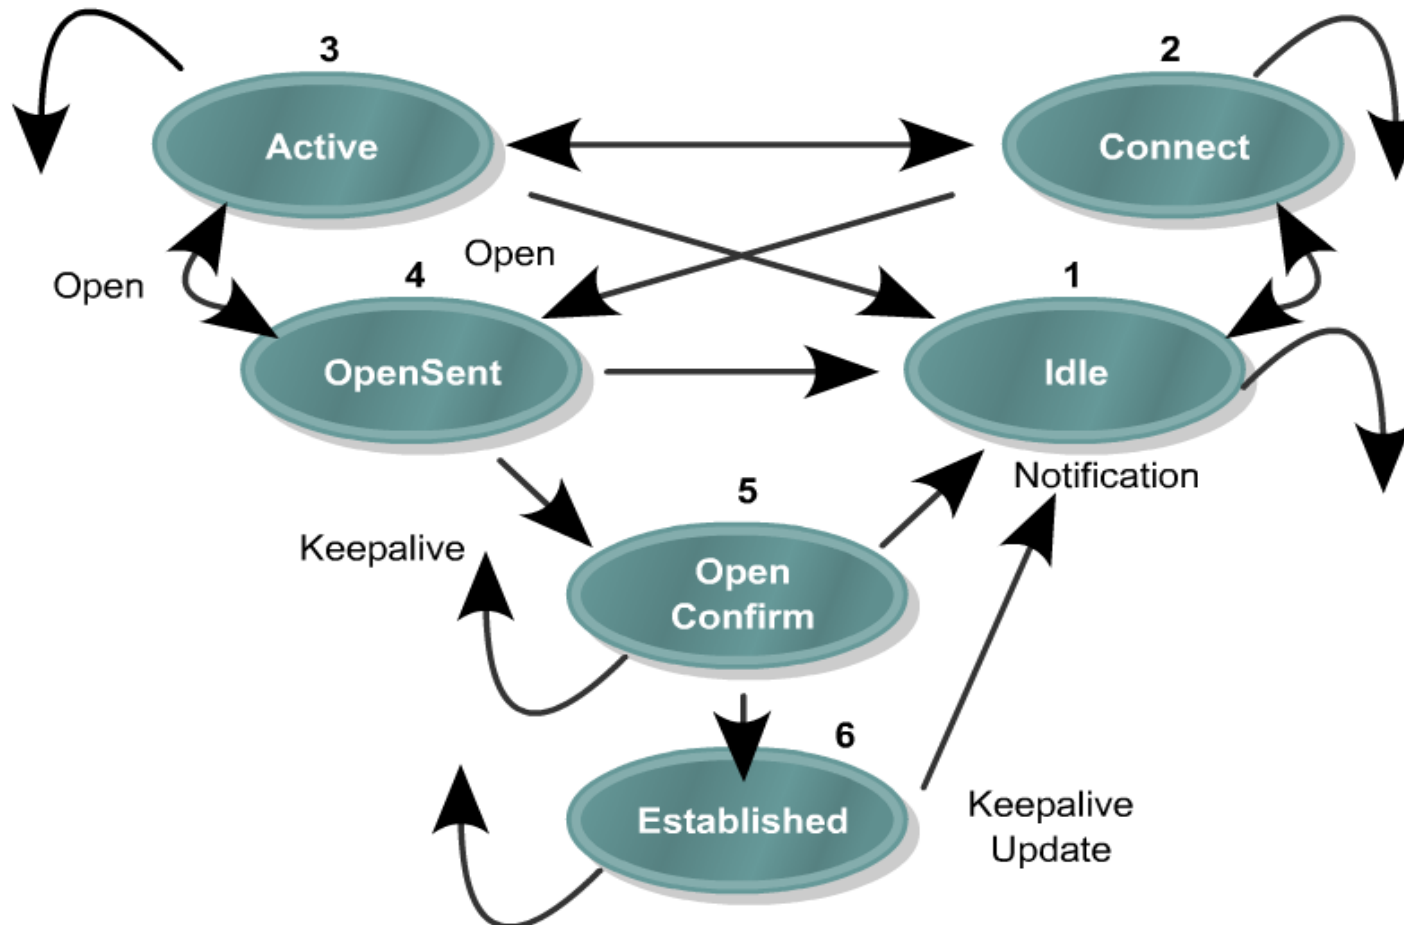 3
2
Active
Connect
Open
Open
4
1
OpenSent
Idle
Notification
5
Keepalive
Open
Confirm
6
Established
Keepalive
Update